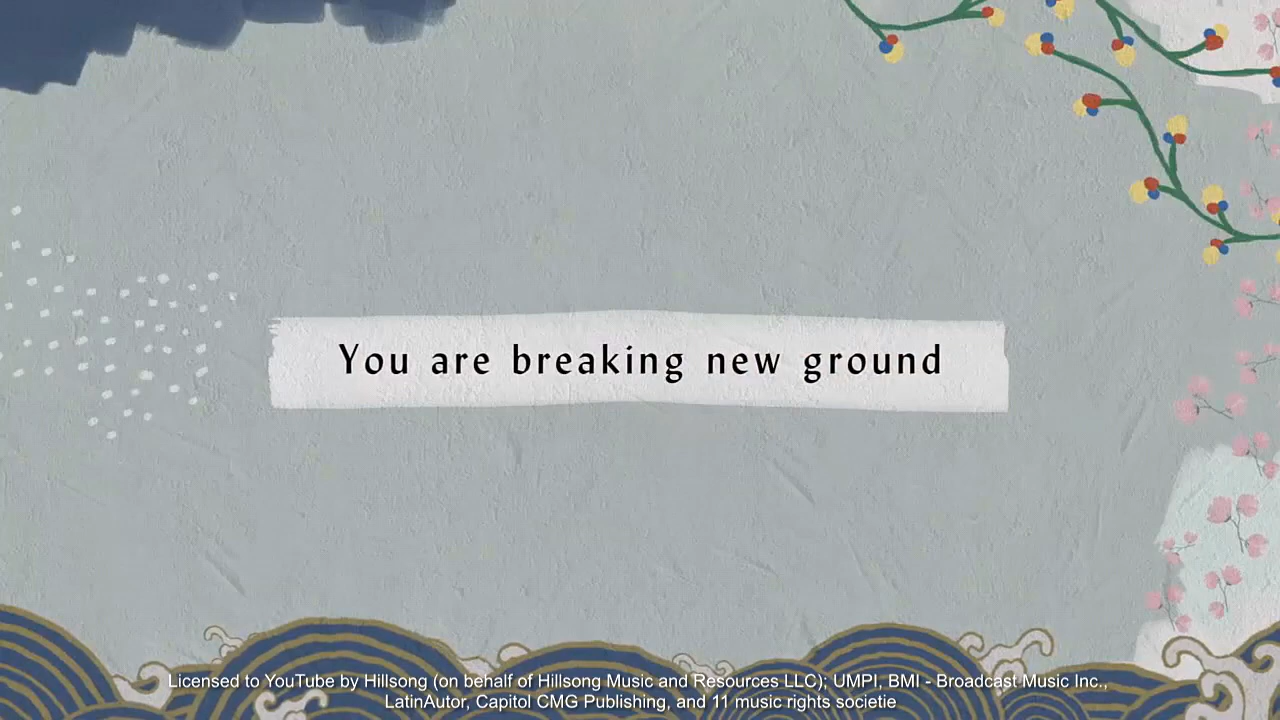 You are breaking new ground
Licensed to YouTube by Hillsong (on behalf of Hillsong Music and Resources LLC); UMPI, BMI - Broadcast Music Inc.,
LatinAutor, Capitol CMG Publishing, and 11 music rights societie